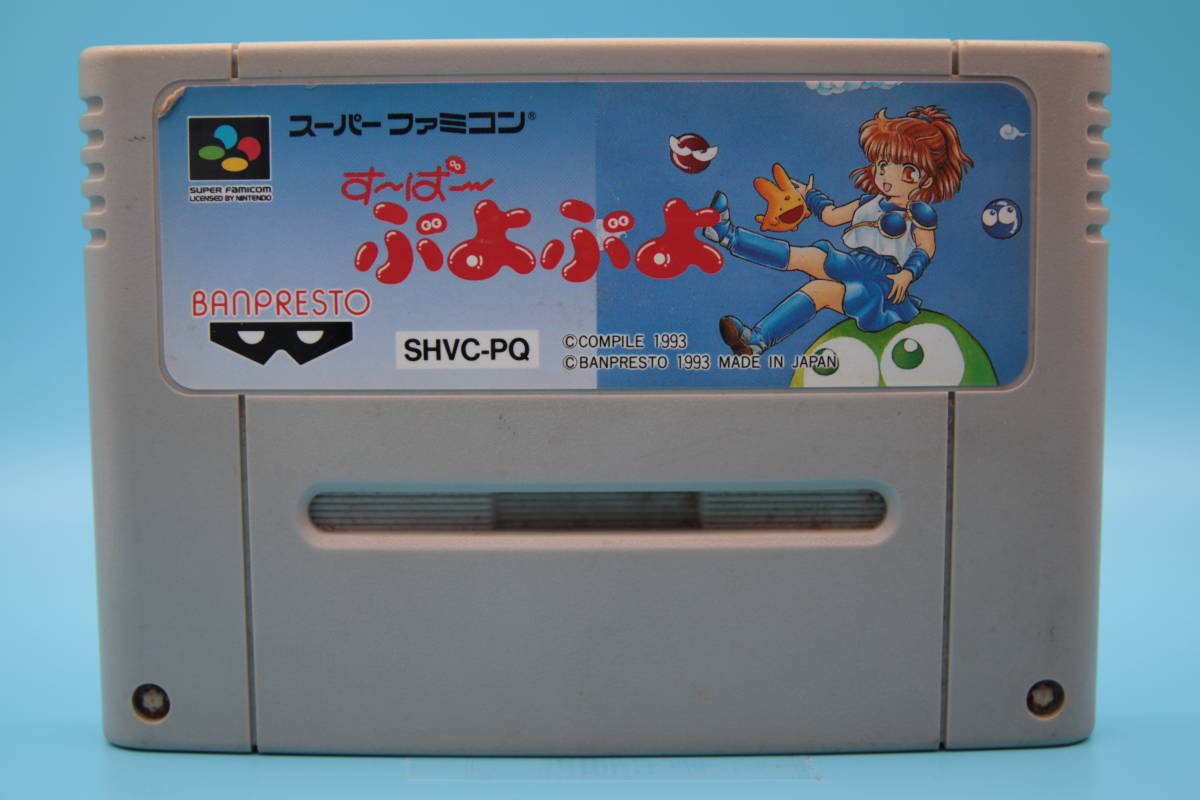 スーパーファミコン®
SUPER FAMICOM
LICENSED BY NINTENDO
す〜ぱ〜
ぷよぷよ
BANPRESTO
SHVC-PQ
©COMPILE 1993
©BANPRESTO 1993 MADE IN JAPAN